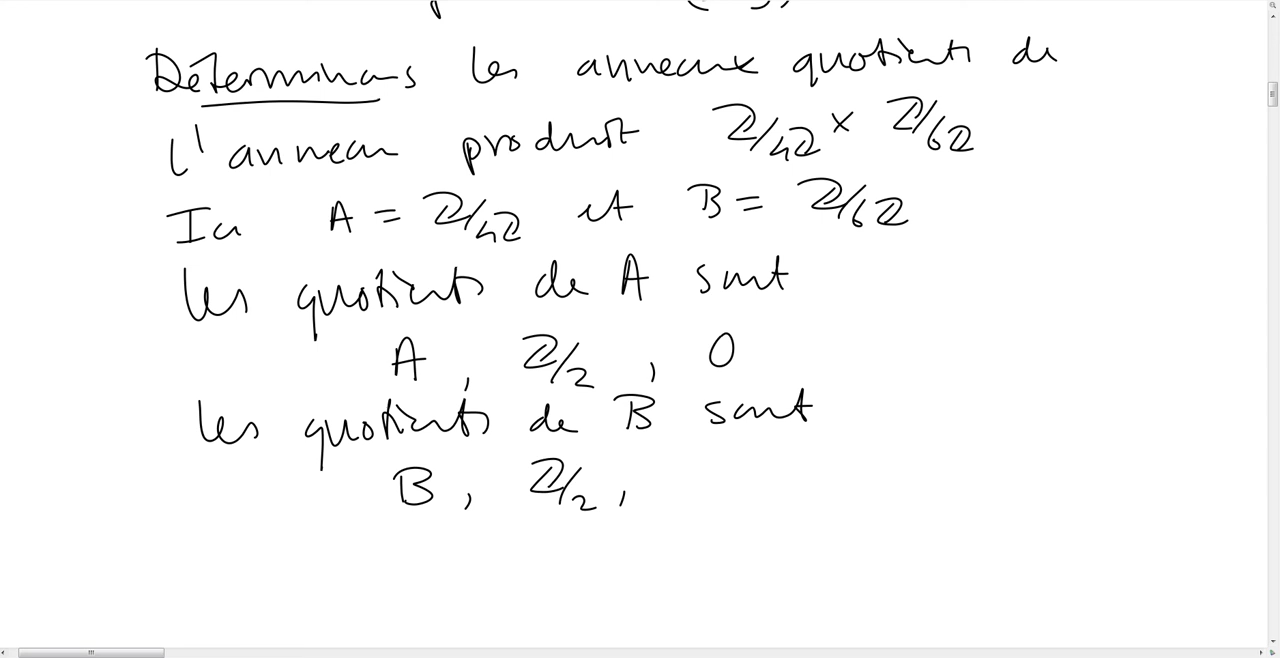 Déterminons les anneaux quotients de
l'anneau produit ℤ/4ℤ × ℤ/6ℤ
Ici A = ℤ/4ℤ et B = ℤ/6ℤ
Les quotients de A sont
A, ℤ/2, 0
Les quotients de B sont
B, ℤ/2,